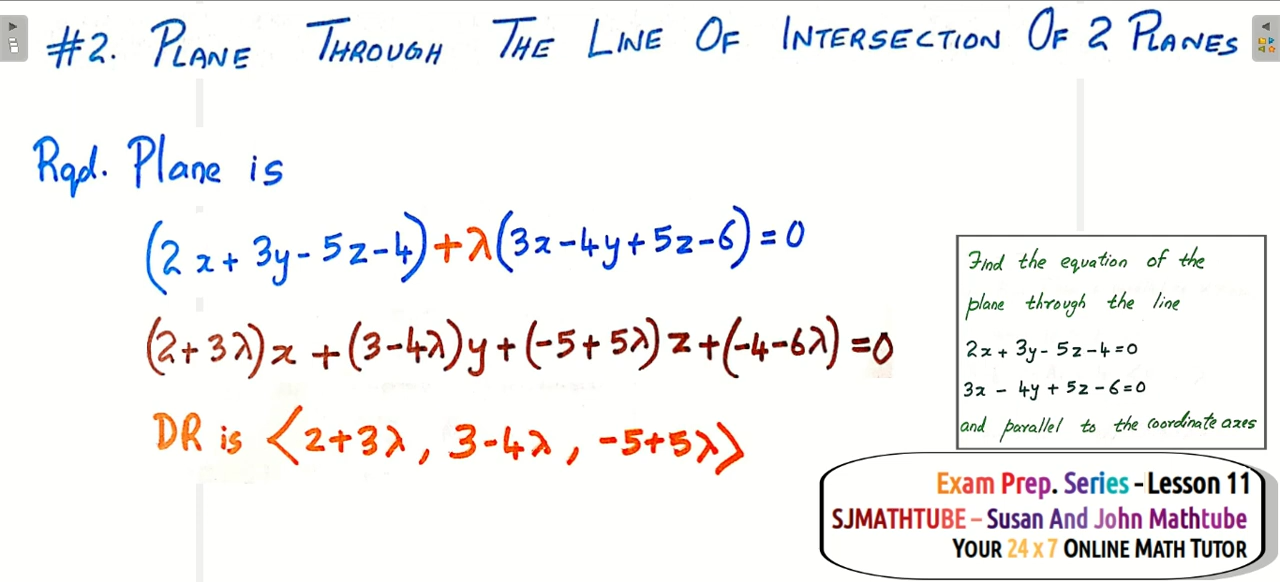 #2. PLANE THROUGH THE LINE OF INTERSECTION OF 2 PLANES
Rqd. Plane is
(2x + 3y - 5z - 4) + λ(3x - 4y + 5z - 6) = 0
(2 + 3λ)x + (3 - 4λ)y + (-5 + 5λ)z + (-4 - 6λ) = 0
DR is ⟨2 + 3λ, 3 - 4λ, -5 + 5λ⟩
Find the equation of the
plane through the line
2x + 3y - 5z - 4 = 0
3x - 4y + 5z - 6 = 0
and parallel to the coordinate axes
Exam Prep. Series - Lesson 11
SJMATHTUBE – Susan And John Mathtube
YOUR 24 x 7 ONLINE MATH TUTOR